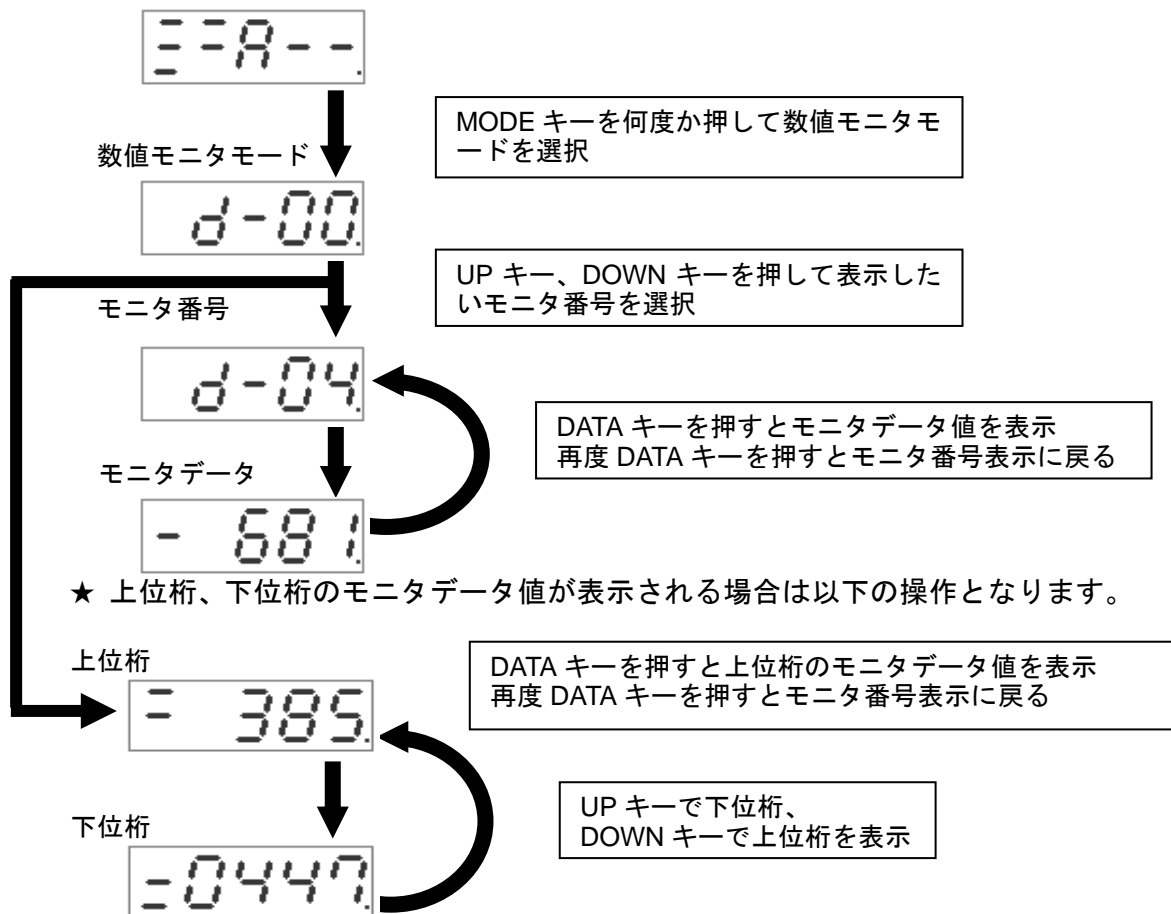 三二A--.
MODE キーを何度か押して数値モニタモ
ードを選択
数値モニタモード
d-00.
UP キー、DOWN キーを押して表示した
いモニタ番号を選択
モニタ番号
d-04.
DATA キーを押すとモニタデータ値を表示
再度 DATA キーを押すとモニタ番号表示に戻る
モニタデータ
- 681.
★ 上位桁、下位桁のモニタデータ値が表示される場合は以下の操作となります。
上位桁
DATA キーを押すと上位桁のモニタデータ値を表示
再度 DATA キーを押すとモニタ番号表示に戻る
= 385.
UP キーで下位桁、
DOWN キーで上位桁を表示
下位桁
=0447.